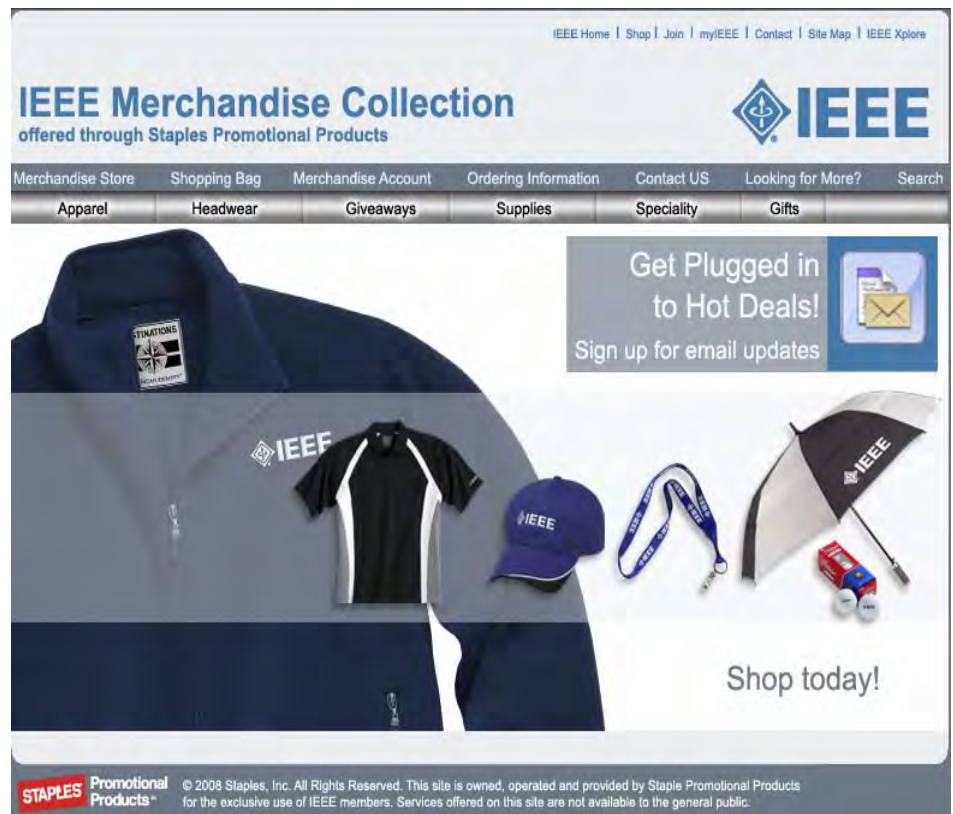 IEEE Home | Shop | Join | myIEEE | Contact | Site Map | IEEE Xplore
IEEE Merchandise Collection
offered through Staples Promotional Products
IEEE
Merchandise Store Shopping Bag Merchandise Account Ordering Information Contact US Looking for More? Search
Apparel Headwear Giveaways Supplies Speciality Gifts
Get Plugged in
to Hot Deals!
Sign up for email updates
IEEE
IEEE
IEEE
IEEE
Shop today!
STAPLES Promotional Products
© 2008 Staples, Inc. All Rights Reserved. This site is owned, operated and provided by Staple Promotional Products
for the exclusive use of IEEE members. Services offered on this site are not available to the general public.